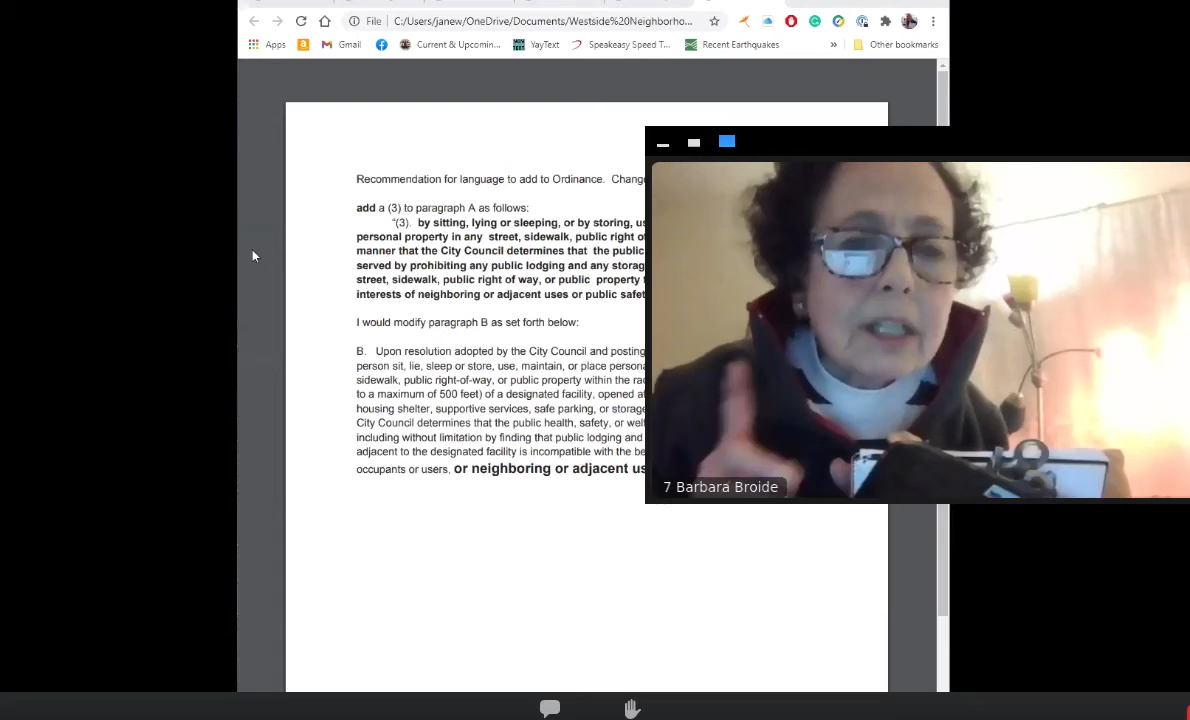 File C:/Users/janew/OneDrive/Documents/Westside%20Neighborho...
Apps Gmail Current & Upcomin... YayText Speakeasy Speed T... Recent Earthquakes » Other bookmarks
Recommendation for language to add to Ordinance. Change
add a (3) to paragraph A as follows:
"(3). by sitting, lying or sleeping, or by storing, us
personal property in any street, sidewalk, public right of
manner that the City Council determines that the public
served by prohibiting any public lodging and any storag
street, sidewalk, public right of way, or public property
interests of neighboring or adjacent uses or public safet
I would modify paragraph B as set forth below:
B. Upon resolution adopted by the City Council and posting
person sit, lie, sleep or store, use, maintain, or place persona
sidewalk, public right-of-way, or public property within the rad
to a maximum of 500 feet) of a designated facility, opened af
housing shelter, supportive services, safe parking, or storage
City Council determines that the public health, safety, or welf
including without limitation by finding that public lodging and
adjacent to the designated facility is incompatible with the be
occupants or users, or neighboring or adjacent us
7 Barbara Broide